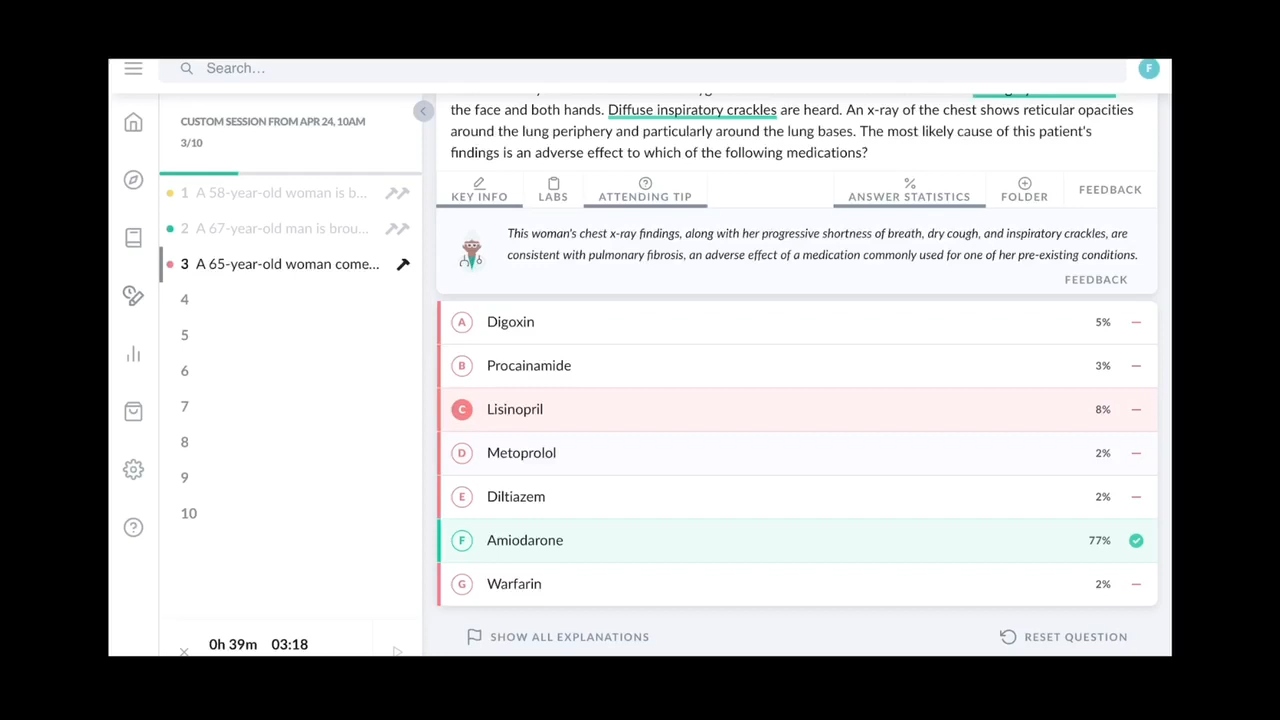 Search…
F
CUSTOM SESSION FROM APR 24, 10AM
3/10
1 A 58-year-old woman is b...
2 A 67-year-old man is brou...
3 A 65-year-old woman come...
4
5
6
7
8
9
10
0h 39m 03:18
the face and both hands. Diffuse inspiratory crackles are heard. An x-ray of the chest shows reticular opacities
around the lung periphery and particularly around the lung bases. The most likely cause of this patient's
findings is an adverse effect to which of the following medications?
KEY INFO
LABS
ATTENDING TIP
ANSWER STATISTICS
FOLDER
FEEDBACK
This woman's chest x-ray findings, along with her progressive shortness of breath, dry cough, and inspiratory crackles, are
consistent with pulmonary fibrosis, an adverse effect of a medication commonly used for one of her pre-existing conditions.
FEEDBACK
A Digoxin 5%
B Procainamide 3%
C Lisinopril 8%
D Metoprolol 2%
E Diltiazem 2%
F Amiodarone 77%
G Warfarin 2%
SHOW ALL EXPLANATIONS
RESET QUESTION